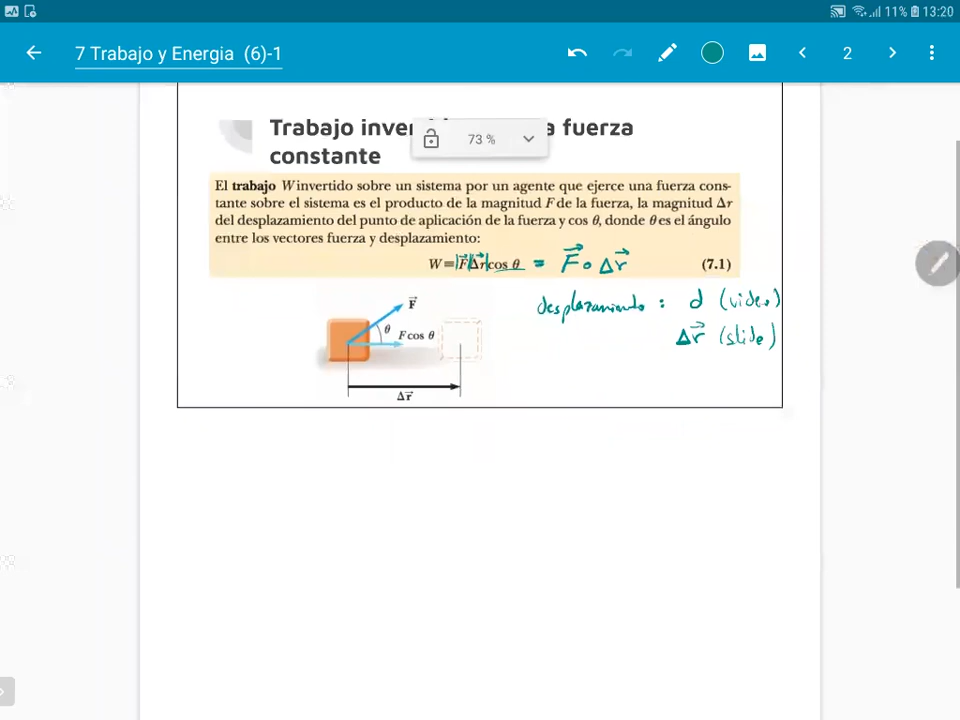 11% 13:20
7 Trabajo y Energia (6)-1
2
Trabajo inver a fuerza
73 %
constante
El trabajo W invertido sobre un sistema por un agente que ejerce una fuerza cons-
tante sobre el sistema es el producto de la magnitud F de la fuerza, la magnitud Δr
del desplazamiento del punto de aplicación de la fuerza y cos θ, donde θ es el ángulo
entre los vectores fuerza y desplazamiento:
W=|F⃗||Δr⃗|cos θ = F⃗ ∘ Δr⃗ (7.1)
desplazamiento : d (video)
Δr⃗ (slide)
F⃗
θ
F cos θ
Δr⃗